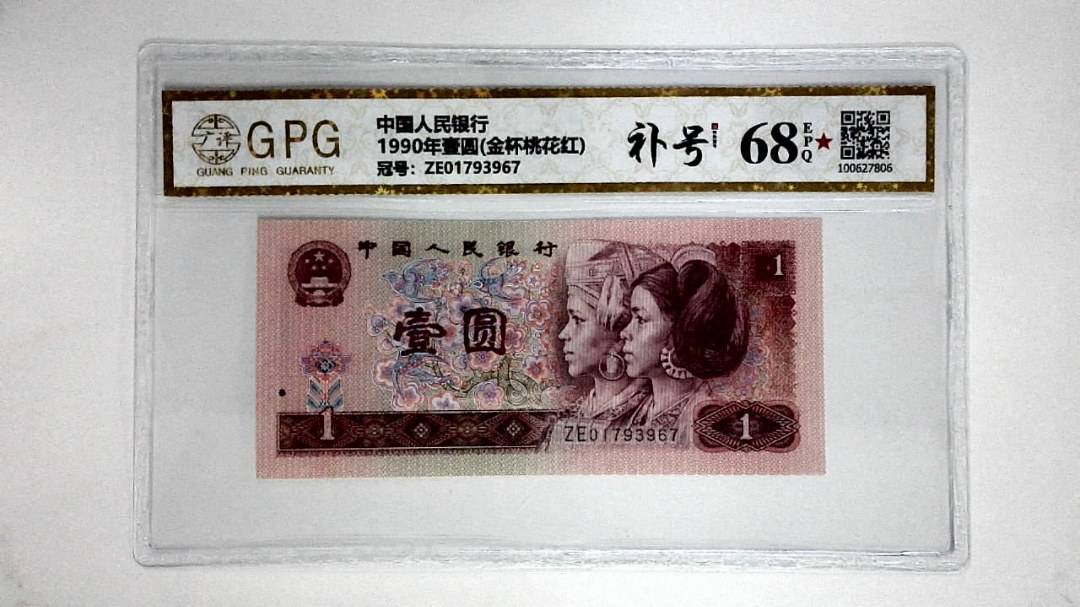 GPG
GUANG PING GUARANTY
中国人民银行
1990年壹圆(金杯桃花红)
冠号：ZE01793967
补号
68
EPQ
100627806
中国人民银行
1
壹圆
1
ZE01793967
1